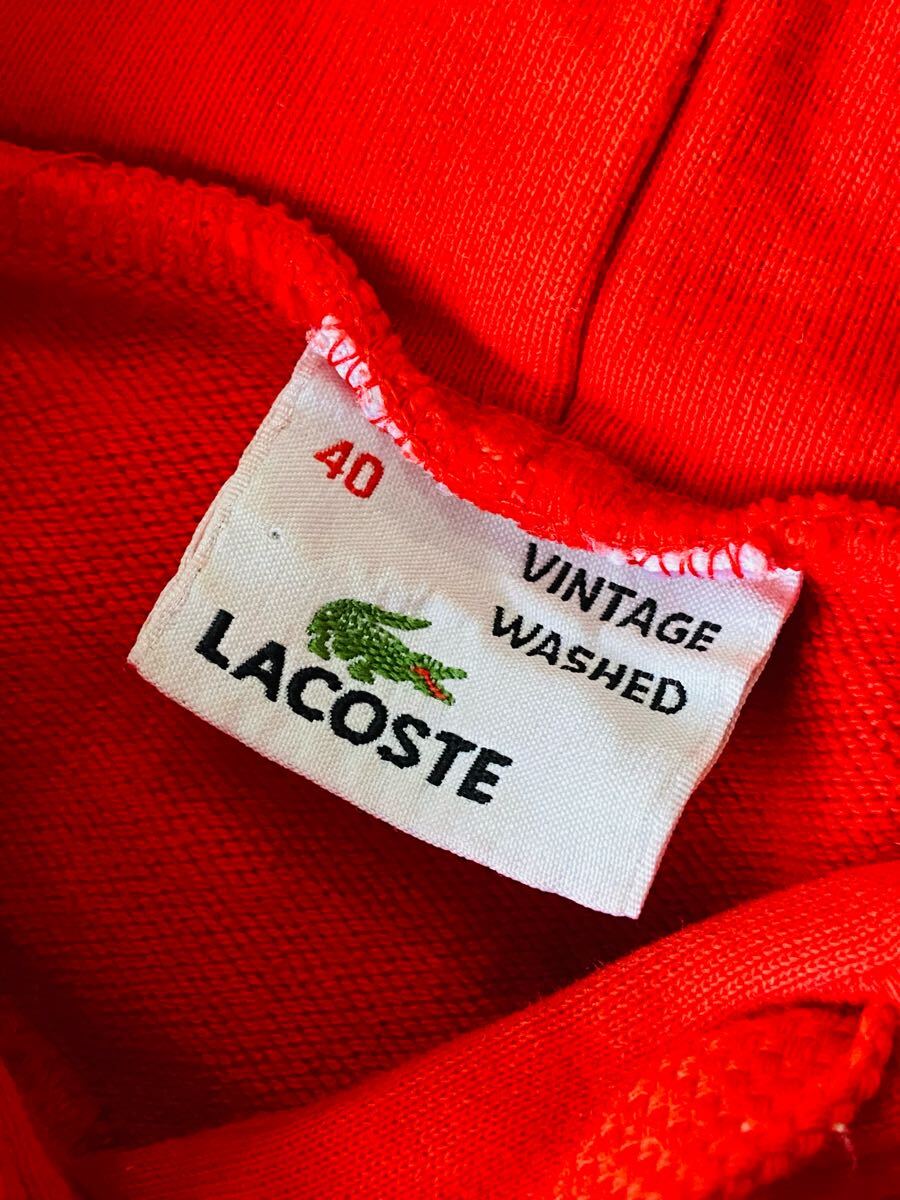 40
VINTAGE
WASHED
LACOSTE